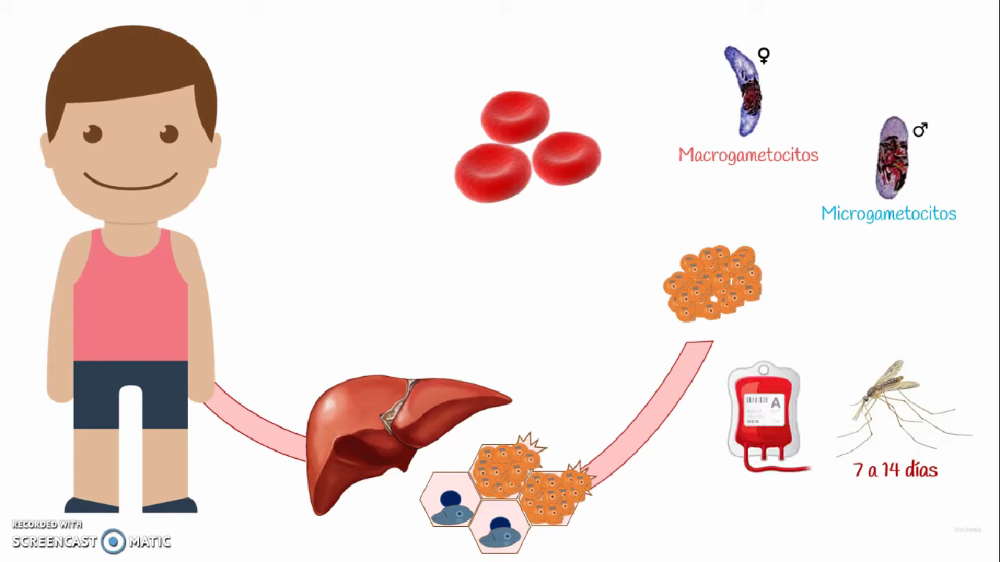 ♀
Macrogametocitos
♂
Microgametocitos
A
7 a 14 días
RECORDED WITH
SCREENCAST MATIC